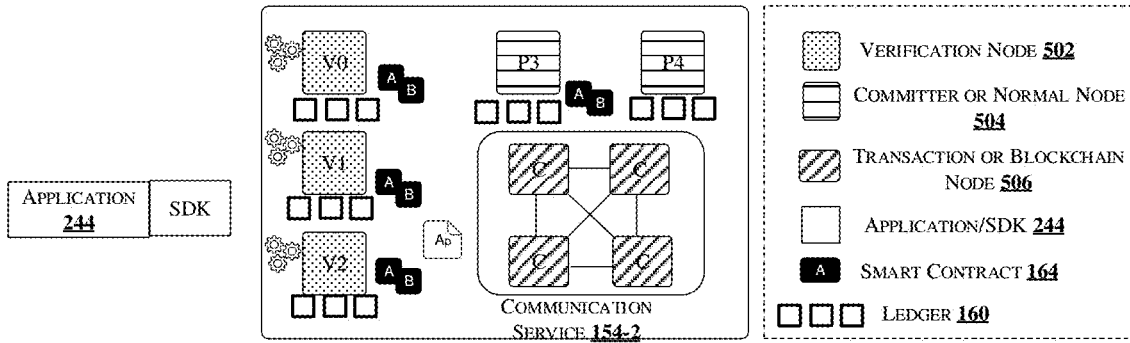 APPLICATION
244
SDK
V0
A
B
V1
A
B
V2
A
B
P3
A
B
P4
Ap
C
C
C
C
COMMUNICATION
SERVICE 154-2
VERIFICATION NODE 502
COMMITTER OR NORMAL NODE
504
TRANSACTION OR BLOCKCHAIN
NODE 506
APPLICATION/SDK 244
A
SMART CONTRACT 164
LEDGER 160